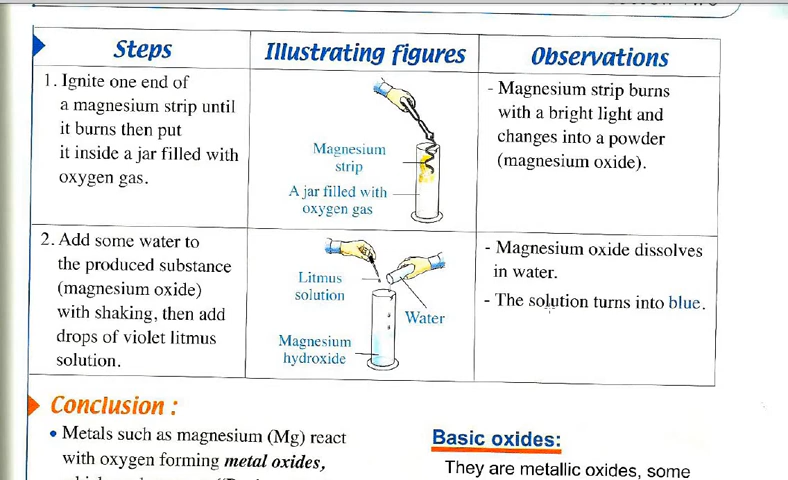 Steps
Illustrating figures
Observations
1. Ignite one end of
a magnesium strip until
it burns then put
it inside a jar filled with
oxygen gas.
Magnesium
strip
A jar filled with
oxygen gas
- Magnesium strip burns
with a bright light and
changes into a powder
(magnesium oxide).
2. Add some water to
the produced substance
(magnesium oxide)
with shaking, then add
drops of violet litmus
solution.
Litmus
solution
Water
Magnesium
hydroxide
- Magnesium oxide dissolves
in water.
- The solution turns into blue.
Conclusion :
• Metals such as magnesium (Mg) react
with oxygen forming metal oxides,
Basic oxides:
They are metallic oxides, some